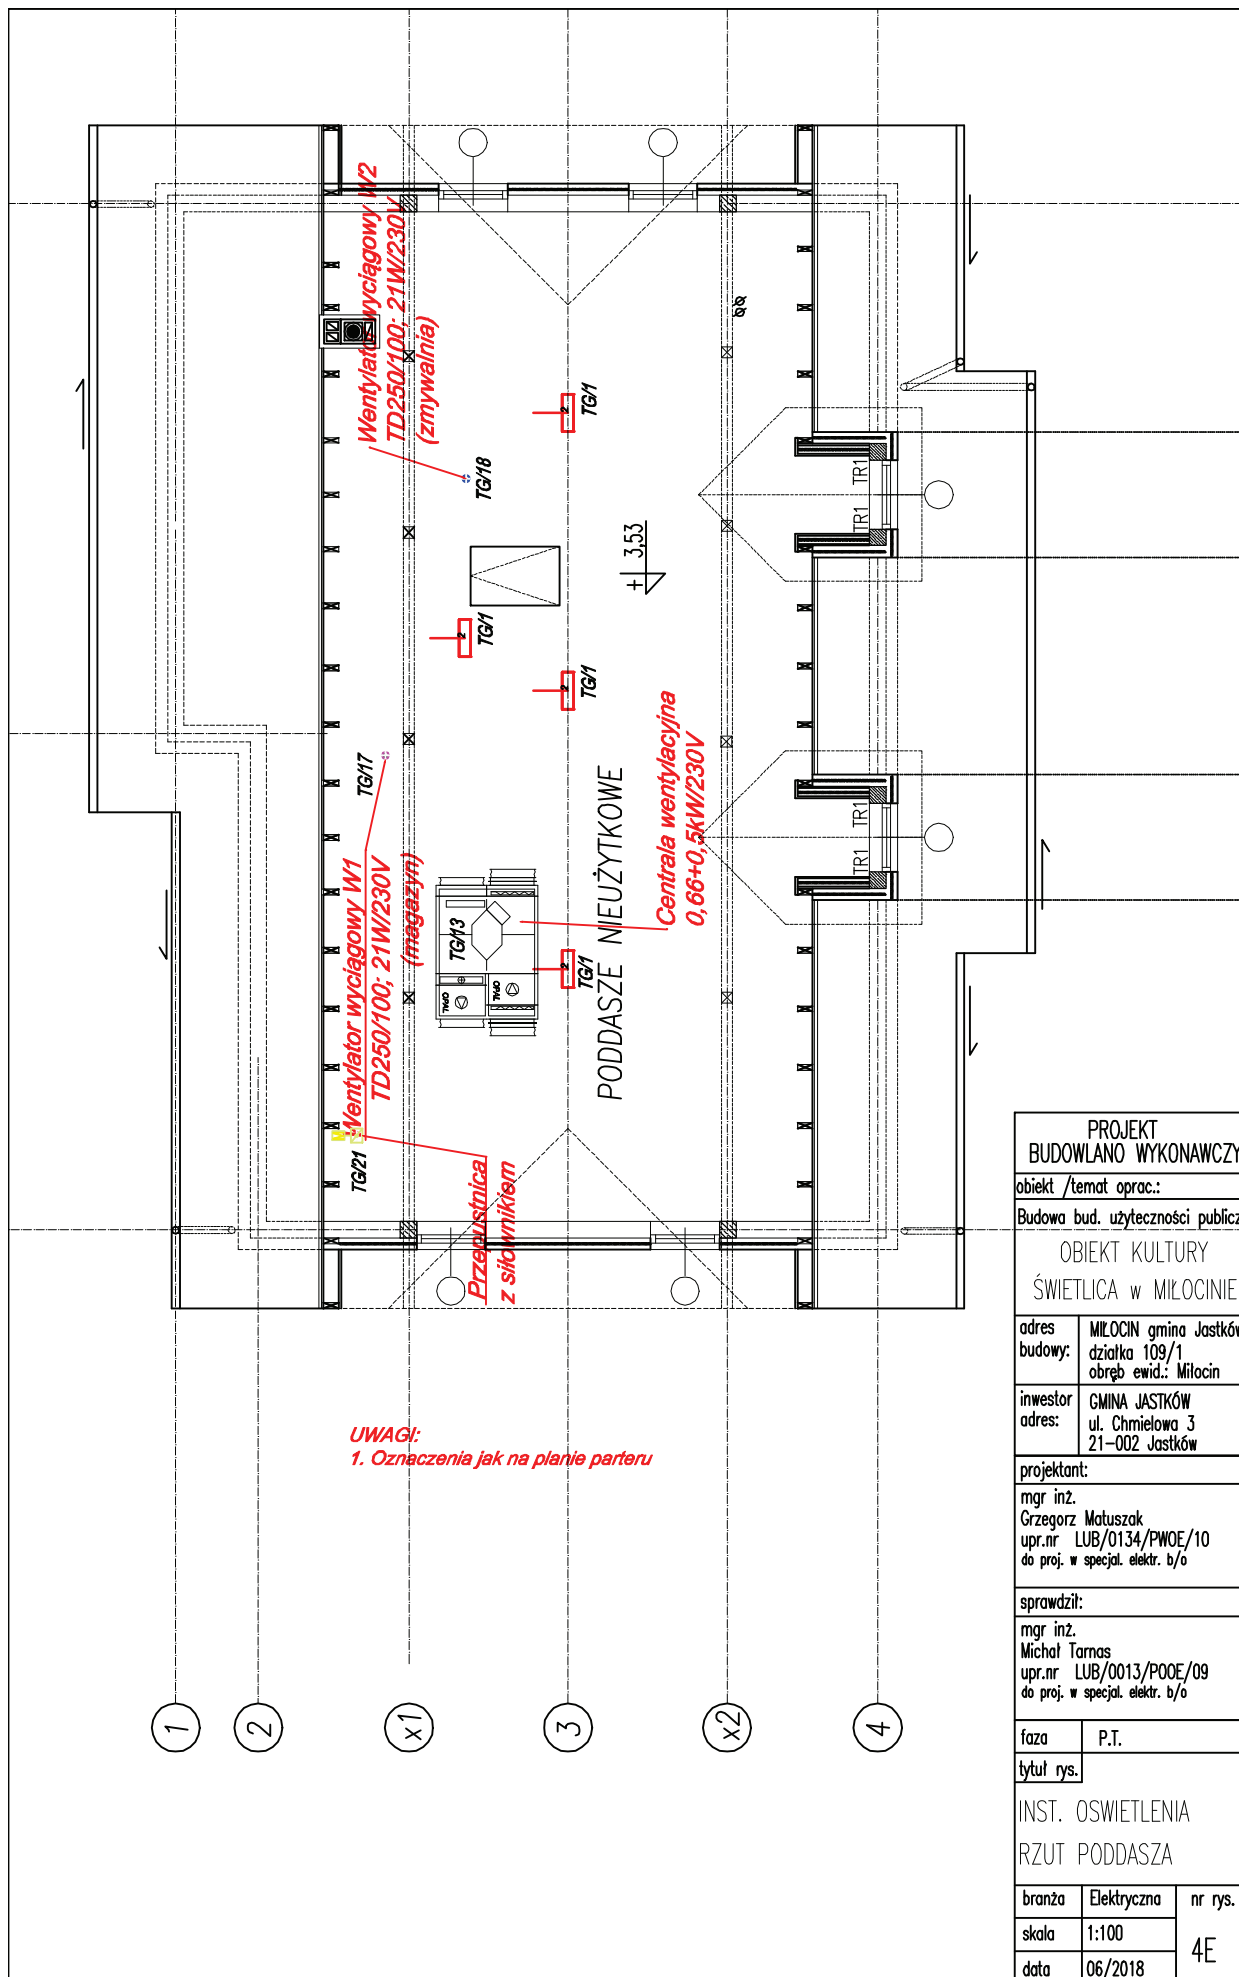 Wentylator wyciągowy W2
TD250/100; 21W/230V
(zmywalnia)
TG/18
2
TG/1
3,53
±
2
TG/1
2
TG/1
TG/17
Wentylator wyciągowy W1
TD250/100; 21W/230V
(magazyn)
TG/13
OPAL
OPAL
2
TG/1
Centrala wentylacyjna
0,66+0,5kW/230V
PODDASZE NIEUŻYTKOWE
TR1
TR1
TR1
TR1
M
TG/21
Przepustnica
z siłownikiem
UWAGI:
1. Oznaczenia jak na planie parteru
1
2
x1
3
x2
4
PROJEKT
BUDOWLANO WYKONAWCZY
obiekt /temat oprac.:
Budowa bud. użyteczności publicz
OBIEKT KULTURY
ŚWIETLICA w MIŁOCINIE
adres
budowy:
MIŁOCIN gmina Jastków
działka 109/1
obręb ewid.: Miłocin
inwestor
adres:
GMINA JASTKÓW
ul. Chmielowa 3
21-002 Jastków
projektant:
mgr inż.
Grzegorz Matuszak
upr.nr LUB/0134/PWOE/10
do proj. w specjal. elektr. b/o
sprawdził:
mgr inż.
Michał Tarnas
upr.nr LUB/0013/POOE/09
do proj. w specjal. elektr. b/o
faza P.T.
tytuł rys.
INST. OSWIETLENIA
RZUT PODDASZA
branża Elektryczna nr rys.
skala 1:100
4E
data 06/2018